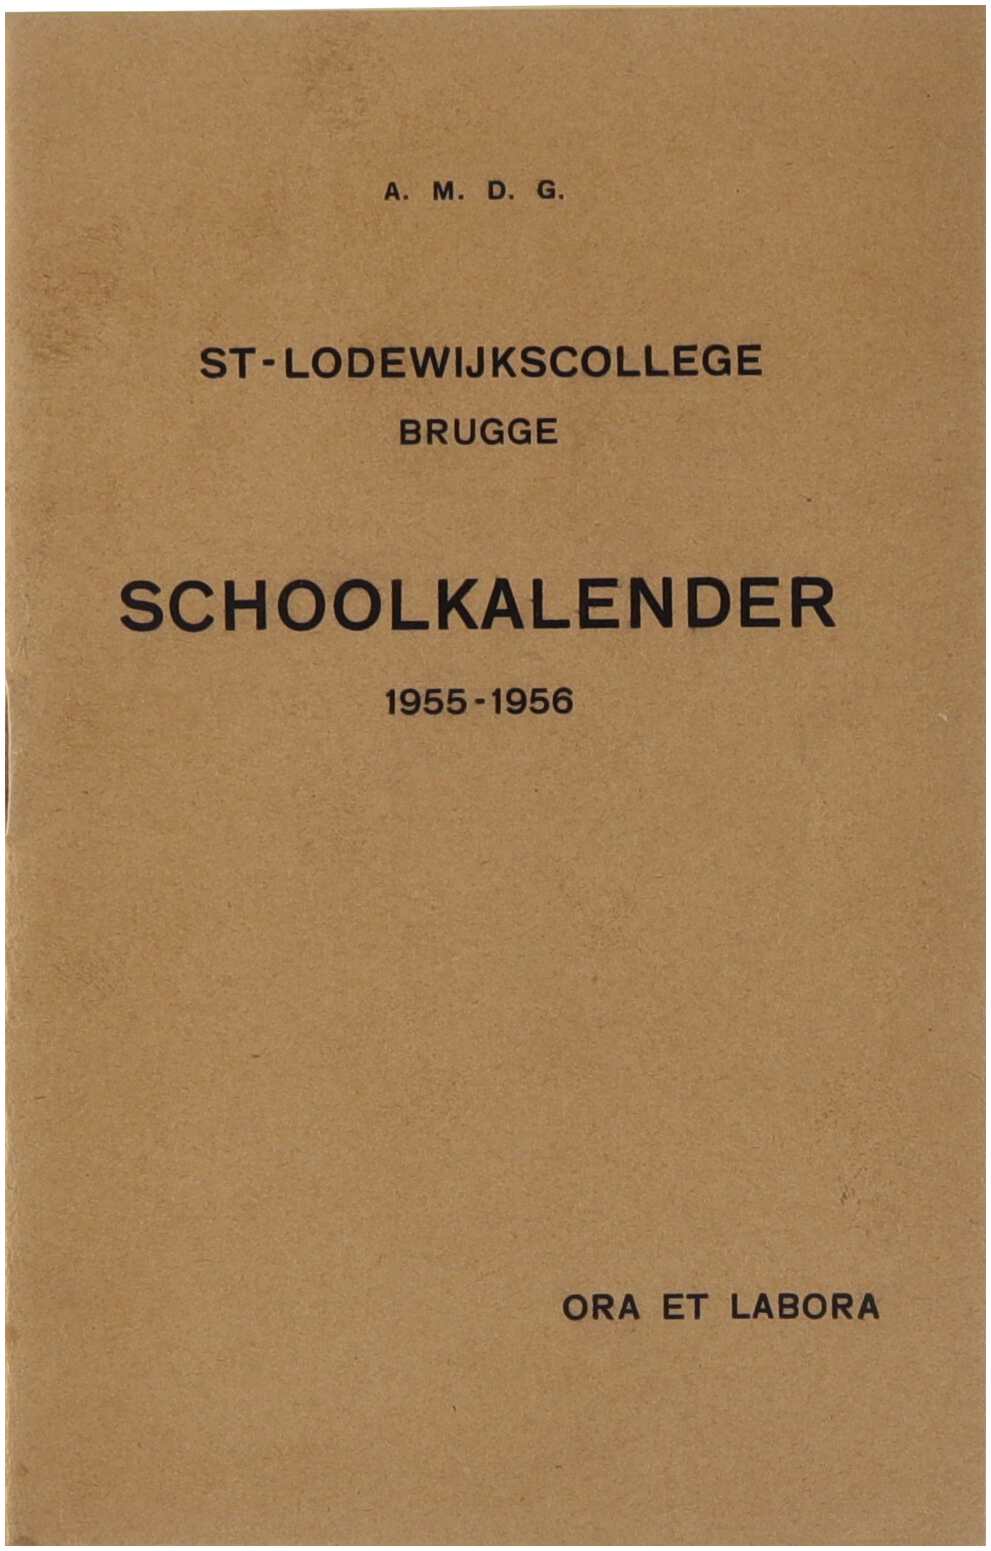 A. M. D. G.
ST-LODEWIJKSCOLLEGE
BRUGGE
SCHOOLKALENDER
1955-1956
ORA ET LABORA